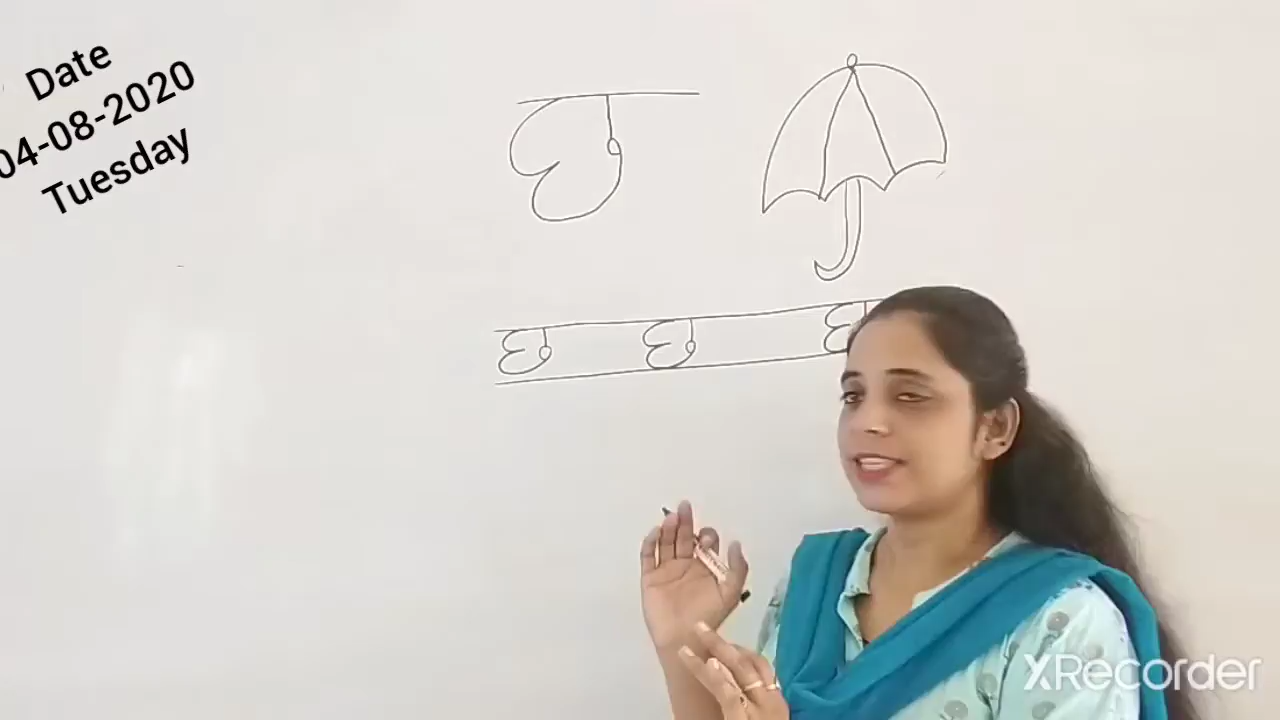 Date
04-08-2020
Tuesday
छ
छ छ छ
XRecorder